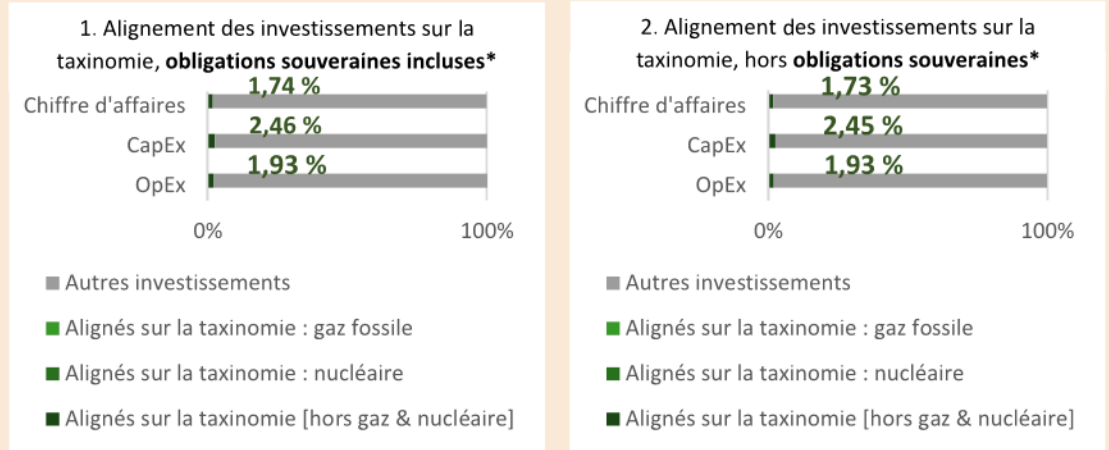 1. Alignement des investissements sur la
taxinomie, obligations souveraines incluses*
1,74 %
Chiffre d'affaires
2,46 %
CapEx
1,93 %
OpEx
0%
100%
Autres investissements
Alignés sur la taxinomie : gaz fossile
Alignés sur la taxinomie : nucléaire
Alignés sur la taxinomie [hors gaz & nucléaire]
2. Alignement des investissements sur la
taxinomie, hors obligations souveraines*
1,73 %
Chiffre d'affaires
2,45 %
CapEx
1,93 %
OpEx
0%
100%
Autres investissements
Alignés sur la taxinomie : gaz fossile
Alignés sur la taxinomie : nucléaire
Alignés sur la taxinomie [hors gaz & nucléaire]